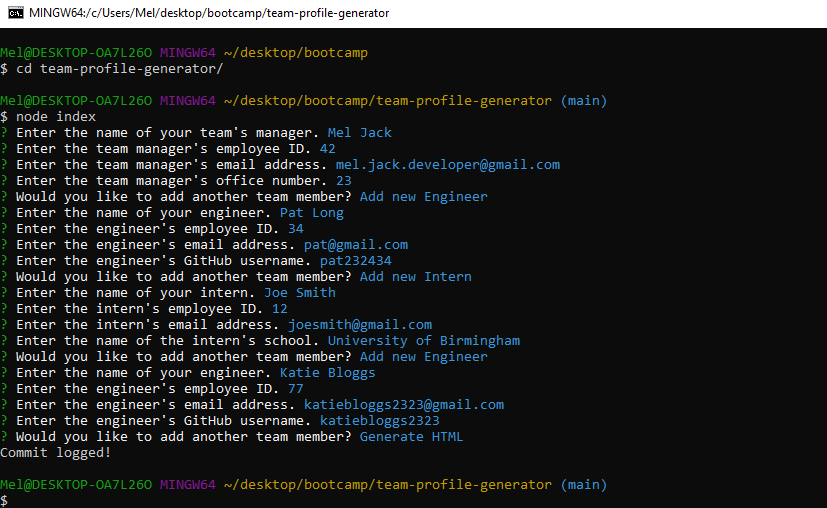 MINGW64:/c/Users/Mel/desktop/bootcamp/team-profile-generator
Mel@DESKTOP-OA7L26O MINGW64 ~/desktop/bootcamp
$ cd team-profile-generator/
Mel@DESKTOP-OA7L26O MINGW64 ~/desktop/bootcamp/team-profile-generator (main)
$ node index
? Enter the name of your team's manager. Mel Jack
? Enter the team manager's employee ID. 42
? Enter the team manager's email address. mel.jack.developer@gmail.com
? Enter the team manager's office number. 23
? Would you like to add another team member? Add new Engineer
? Enter the name of your engineer. Pat Long
? Enter the engineer's employee ID. 34
? Enter the engineer's email address. pat@gmail.com
? Enter the engineer's GitHub username. pat232434
? Would you like to add another team member? Add new Intern
? Enter the name of your intern. Joe Smith
? Enter the intern's employee ID. 12
? Enter the intern's email address. joesmith@gmail.com
? Enter the name of the intern's school. University of Birmingham
? Would you like to add another team member? Add new Engineer
? Enter the name of your engineer. Katie Bloggs
? Enter the engineer's employee ID. 77
? Enter the engineer's email address. katiebloggs2323@gmail.com
? Enter the engineer's GitHub username. katiebloggs2323
? Would you like to add another team member? Generate HTML
Commit logged!
Mel@DESKTOP-OA7L26O MINGW64 ~/desktop/bootcamp/team-profile-generator (main)
$